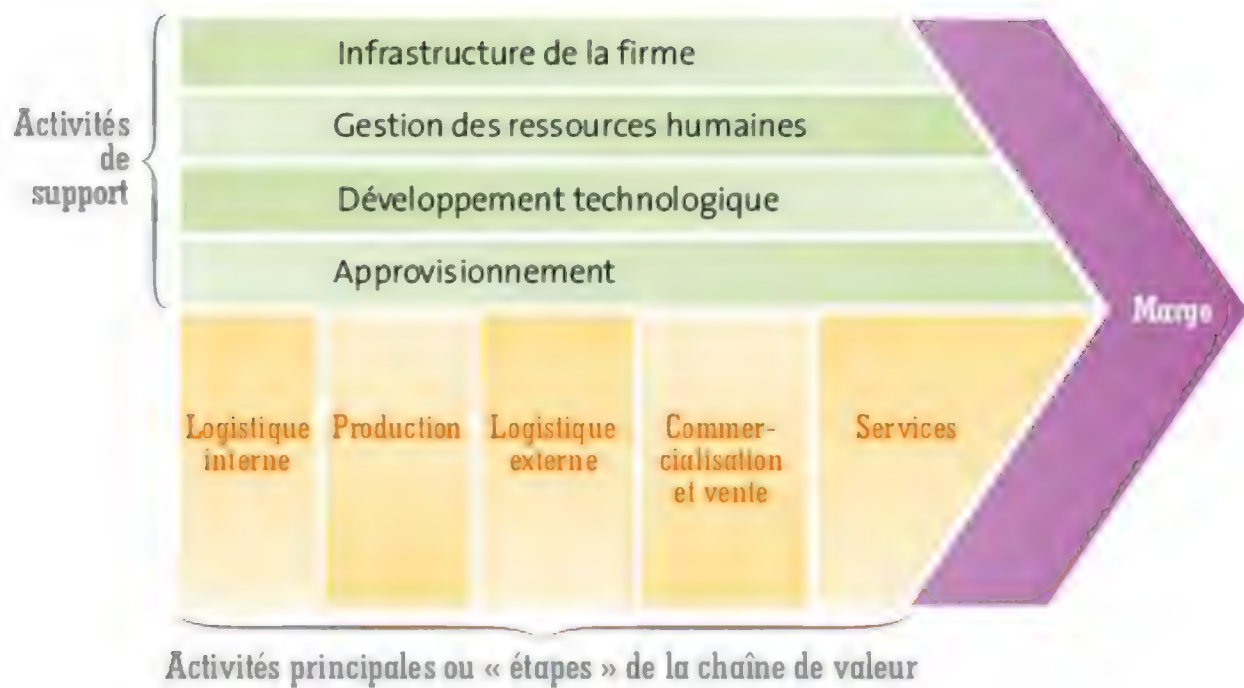 Infrastructure de la firme
Activités
de
support
Gestion des ressources humaines
Développement technologique
Approvisionnement
Marge
Logistique
interne
Production
Logistique
externe
Commer-
cialisation
et vente
Services
Activités principales ou « étapes » de la chaîne de valeur